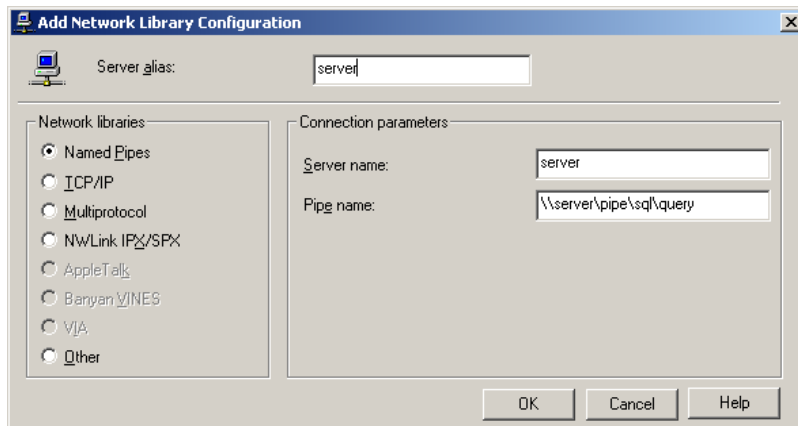 Add Network Library Configuration
Server alias: server
Network libraries
Named Pipes
TCP/IP
Multiprotocol
NWLink IPX/SPX
AppleTalk
Banyan VINES
VIA
Other
Connection parameters
Server name: server
Pipe name: \\server\pipe\sql\query
OK Cancel Help